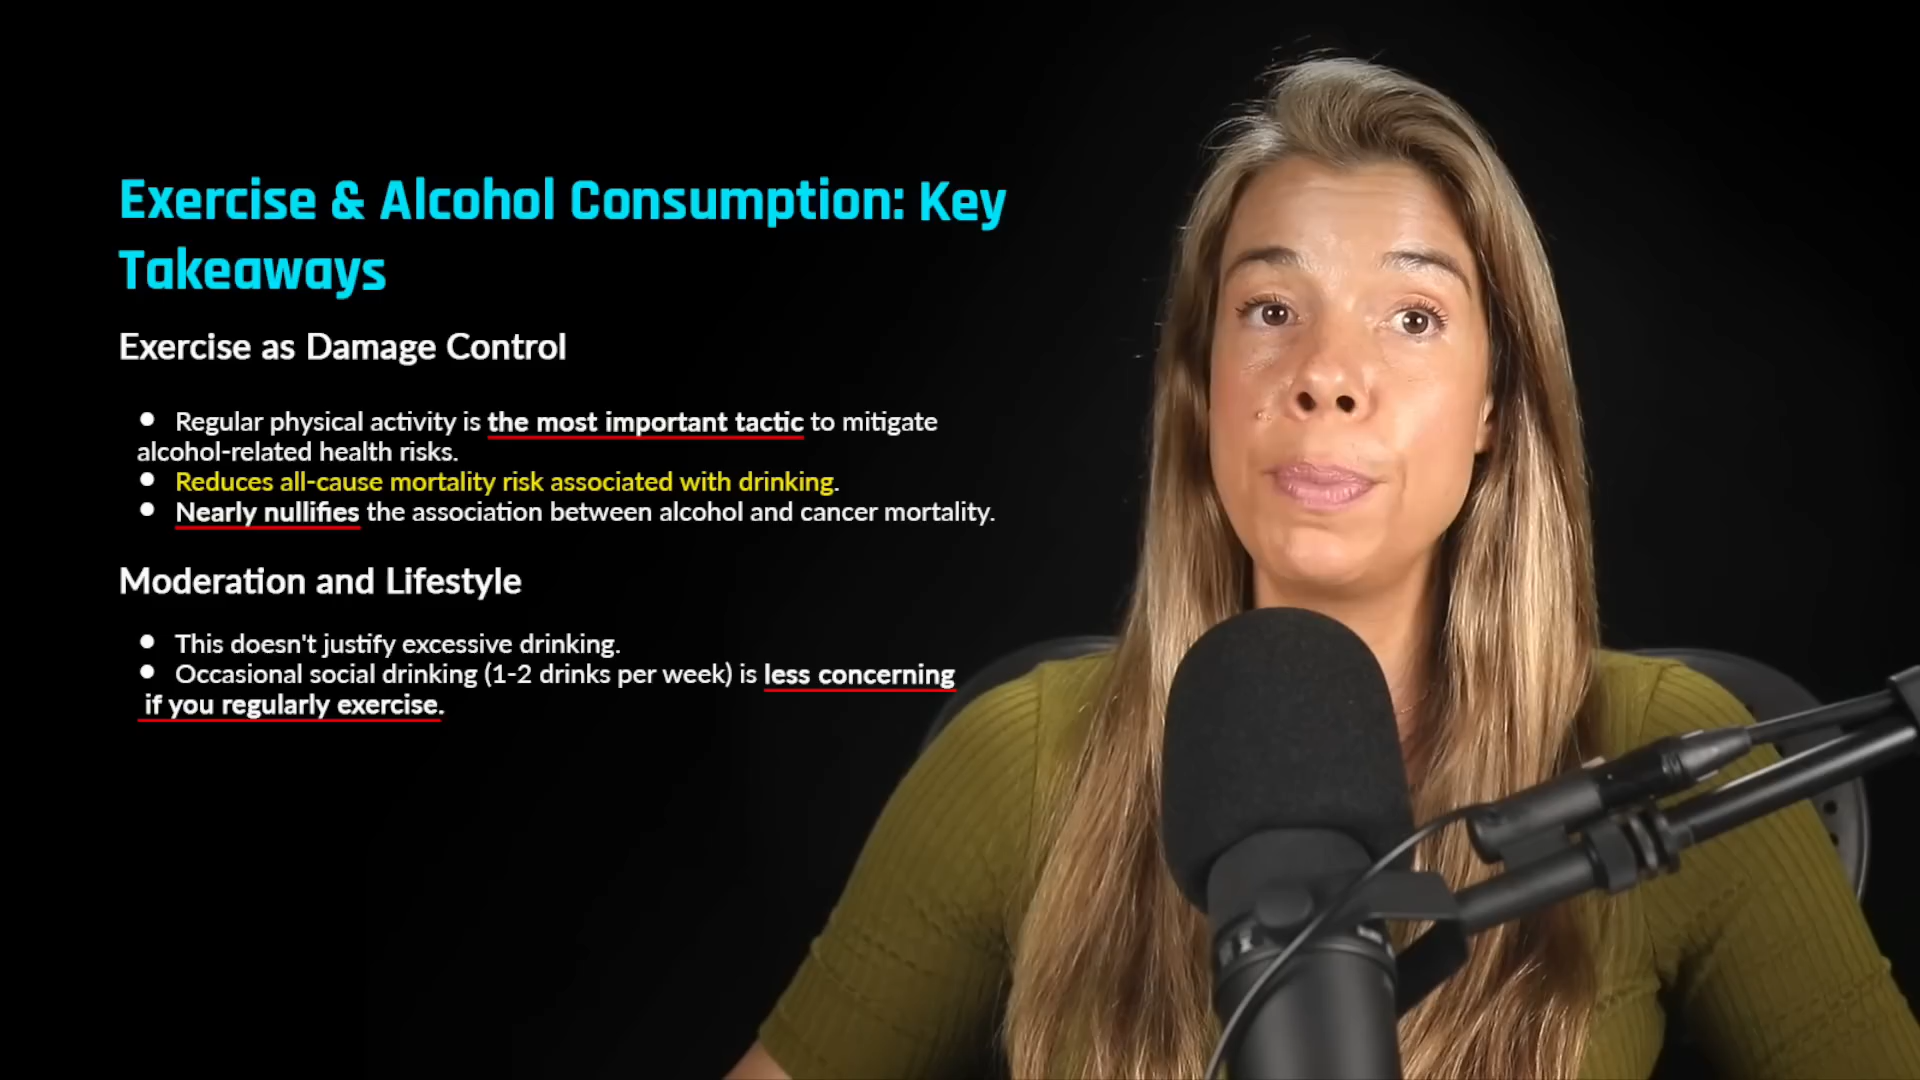 Exercise & Alcohol Consumption: Key
Takeaways
Exercise as Damage Control
● Regular physical activity is the most important tactic to mitigate
alcohol-related health risks.
● Reduces all-cause mortality risk associated with drinking.
● Nearly nullifies the association between alcohol and cancer mortality.
Moderation and Lifestyle
● This doesn't justify excessive drinking.
● Occasional social drinking (1-2 drinks per week) is less concerning
if you regularly exercise.